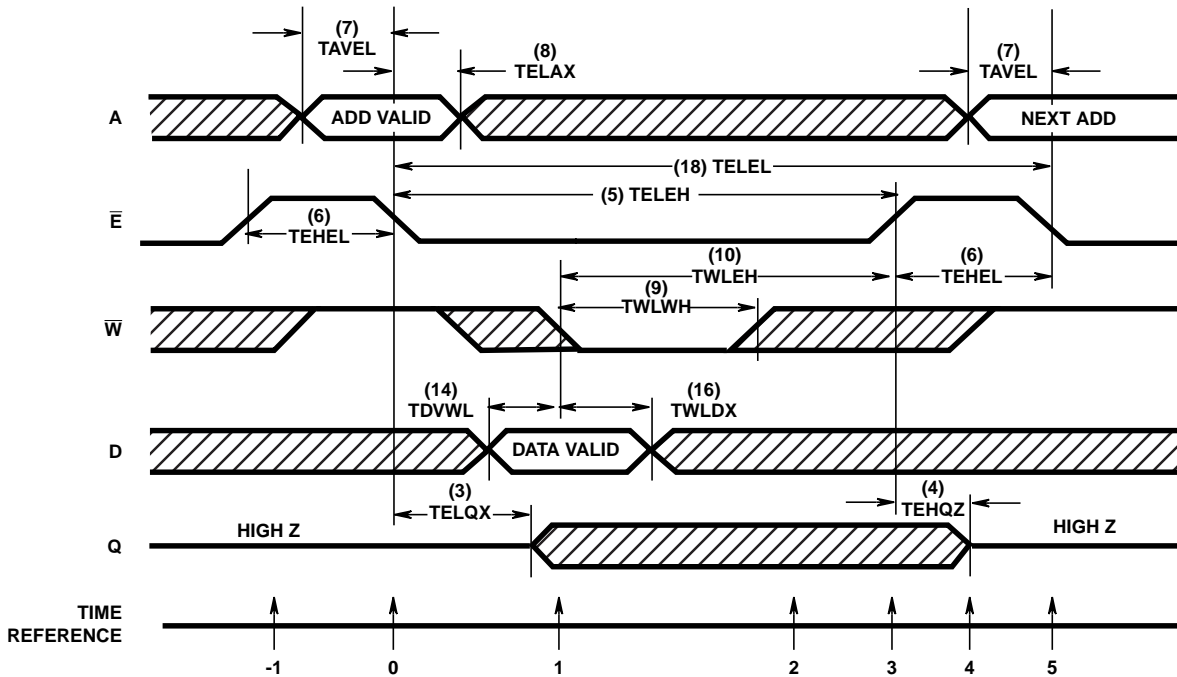 (7)
TAVEL
(8)
TELAX
(7)
TAVEL
A
ADD VALID
NEXT ADD
(18) TELEL
(5) TELEH
E̅
(6)
TEHEL
(10)
TWLEH
(6)
TEHEL
(9)
TWLWH
W̅
(14)
TDVWL
(16)
TWLDX
D
DATA VALID
(3)
TELQX
(4)
TEHQZ
Q
HIGH Z
HIGH Z
TIME
REFERENCE
-1 0 1 2 3 4 5